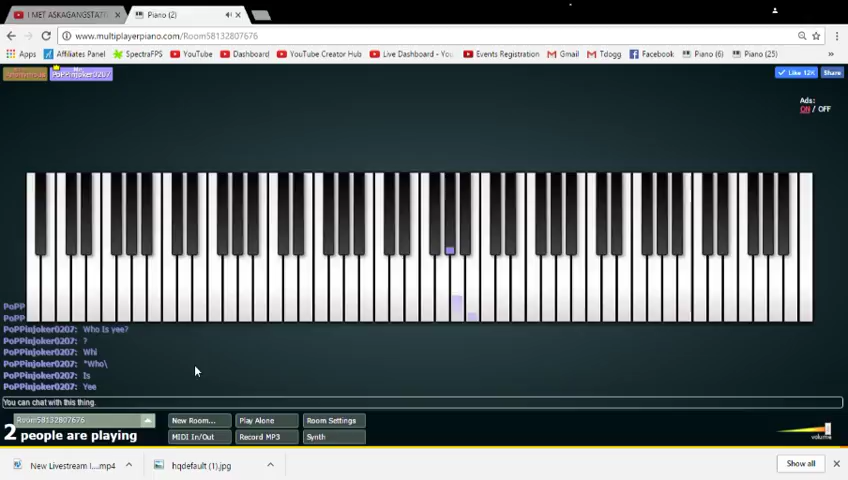 I MET ASKAGANGSTA
Piano (2)
www.multiplayerpiano.com/Room58132807676
Apps Affiliates Panel SpectraFPS YouTube Dashboard YouTube Creator Hub Live Dashboard - You Events Registration Gmail Tdogg Facebook Piano (6) Piano (25)
PoPPinjoker0207
Like 12K Share
Ads:
ON / OFF
PoPP
PoPP
PoPPinjoker0207: Who Is yee?
PoPPinjoker0207: ?
PoPPinjoker0207: Whi
PoPPinjoker0207: "Who\
PoPPinjoker0207: Is
PoPPinjoker0207: Yee
You can chat with this thing.
Room58132807676 New Room... Play Alone Room Settings
2 people are playing MIDI In/Out Record MP3 Synth
volume
New Livestream I....mp4 hqdefault (1).jpg Show all